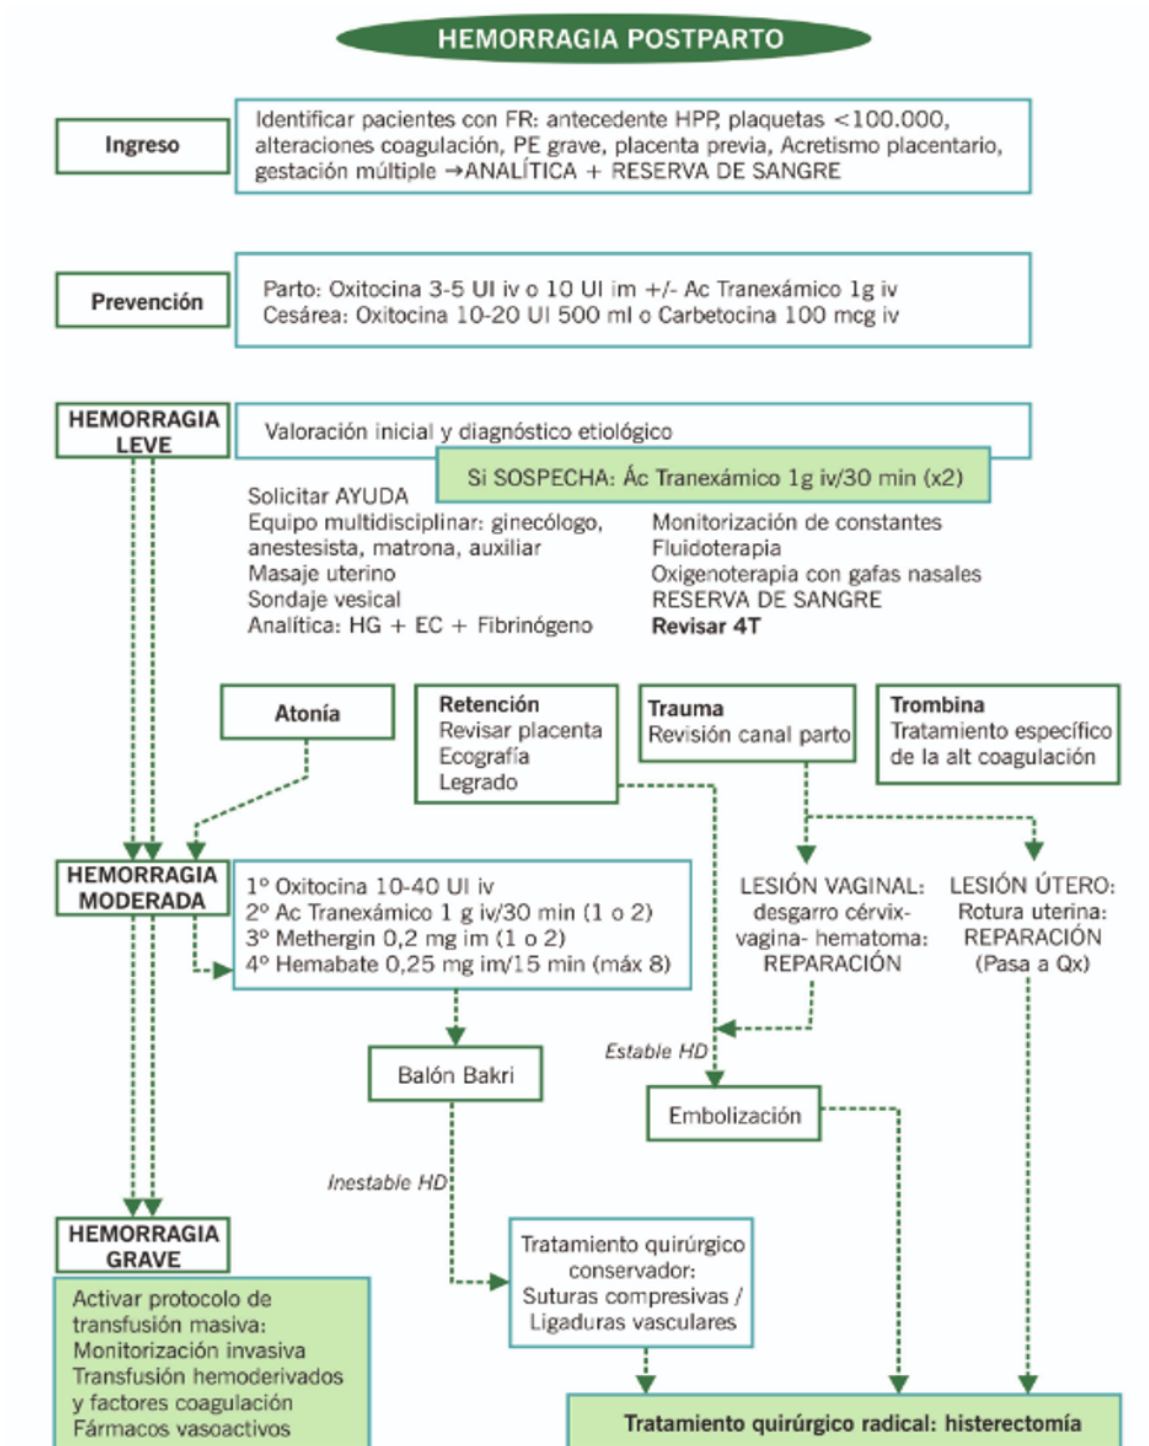 HEMORRAGIA POSTPARTO
Ingreso
Identificar pacientes con FR: antecedente HPP, plaquetas <100.000,
alteraciones coagulación, PE grave, placenta previa, Acretismo placentario,
gestación múltiple →ANALÍTICA + RESERVA DE SANGRE
Prevención
Parto: Oxitocina 3-5 UI iv o 10 UI im +/- Ac Tranexámico 1g iv
Cesárea: Oxitocina 10-20 UI 500 ml o Carbetocina 100 mcg iv
HEMORRAGIA
LEVE
Valoración inicial y diagnóstico etiológico
Si SOSPECHA: Ác Tranexámico 1g iv/30 min (x2)
Solicitar AYUDA
Equipo multidisciplinar: ginecólogo,
anestesista, matrona, auxiliar
Masaje uterino
Sondaje vesical
Analítica: HG + EC + Fibrinógeno
Monitorización de constantes
Fluidoterapia
Oxigenoterapia con gafas nasales
RESERVA DE SANGRE
Revisar 4T
Atonía
Retención
Revisar placenta
Ecografía
Legrado
Trauma
Revisión canal parto
Trombina
Tratamiento específico
de la alt coagulación
HEMORRAGIA
MODERADA
1º Oxitocina 10-40 UI iv
2º Ac Tranexámico 1 g iv/30 min (1 o 2)
3º Methergin 0,2 mg im (1 o 2)
4º Hemabate 0,25 mg im/15 min (máx 8)
LESIÓN VAGINAL:
desgarro cérvix-
vagina- hematoma:
REPARACIÓN
LESIÓN ÚTERO:
Rotura uterina:
REPARACIÓN
(Pasa a Qx)
Estable HD
Balón Bakri
Embolización
Inestable HD
HEMORRAGIA
GRAVE
Activar protocolo de
transfusión masiva:
Monitorización invasiva
Transfusión hemoderivados
y factores coagulación
Fármacos vasoactivos
Tratamiento quirúrgico
conservador:
Suturas compresivas /
Ligaduras vasculares
Tratamiento quirúrgico radical: histerectomía